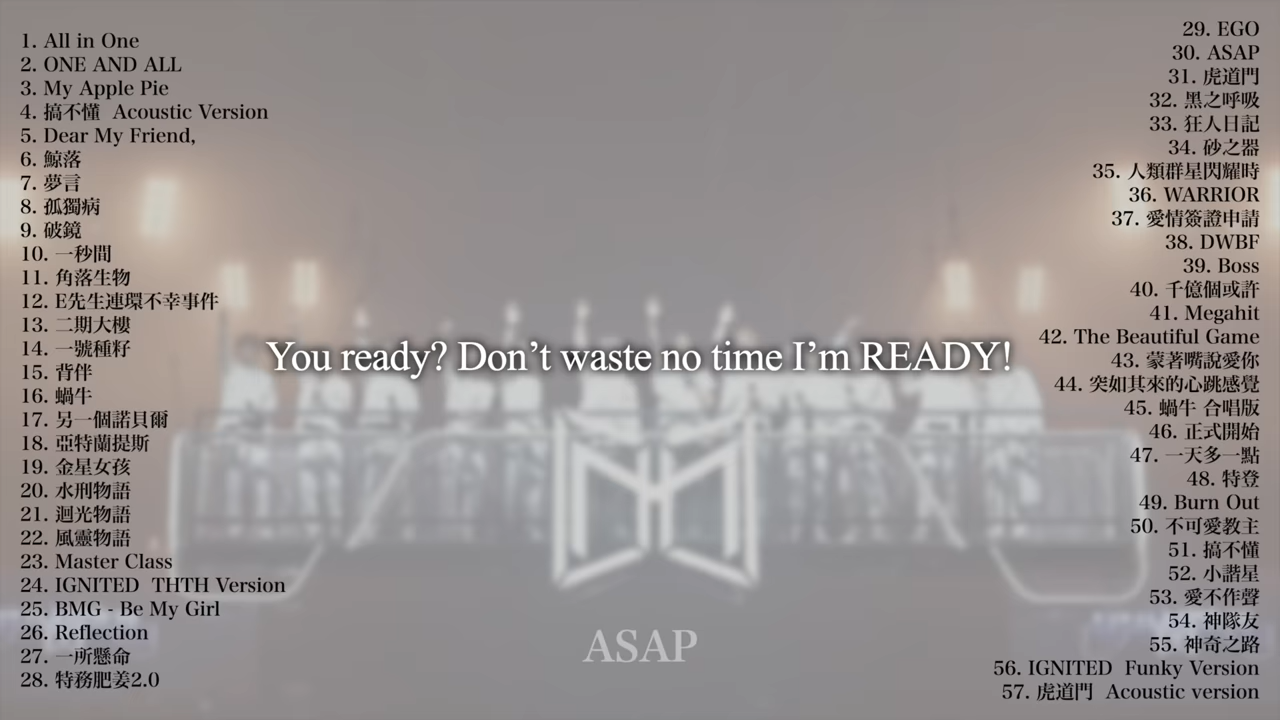 1. All in One
2. ONE AND ALL
3. My Apple Pie
4. 搞不懂  Acoustic Version
5. Dear My Friend,
6. 鯨落
7. 夢言
8. 孤獨病
9. 破鏡
10. 一秒間
11. 角落生物
12. E先生連環不幸事件
13. 二期大樓
14. 一號種籽
15. 背伴
16. 蝸牛
17. 另一個諾貝爾
18. 亞特蘭提斯
19. 金星女孩
20. 水刑物語
21. 迴光物語
22. 風靈物語
23. Master Class
24. IGNITED  THTH Version
25. BMG - Be My Girl
26. Reflection
27. 一所懸命
28. 特務肥姜2.0
You ready? Don't waste no time I'm READY!
ASAP
29. EGO
30. ASAP
31. 虎道門
32. 黑之呼吸
33. 狂人日記
34. 砂之器
35. 人類群星閃耀時
36. WARRIOR
37. 愛情簽證申請
38. DWBF
39. Boss
40. 千億個或許
41. Megahit
42. The Beautiful Game
43. 蒙著嘴說愛你
44. 突如其來的心跳感覺
45. 蝸牛 合唱版
46. 正式開始
47. 一天多一點
48. 特登
49. Burn Out
50. 不可愛教主
51. 搞不懂
52. 小諧星
53. 愛不作聲
54. 神隊友
55. 神奇之路
56. IGNITED  Funky Version
57. 虎道門  Acoustic version